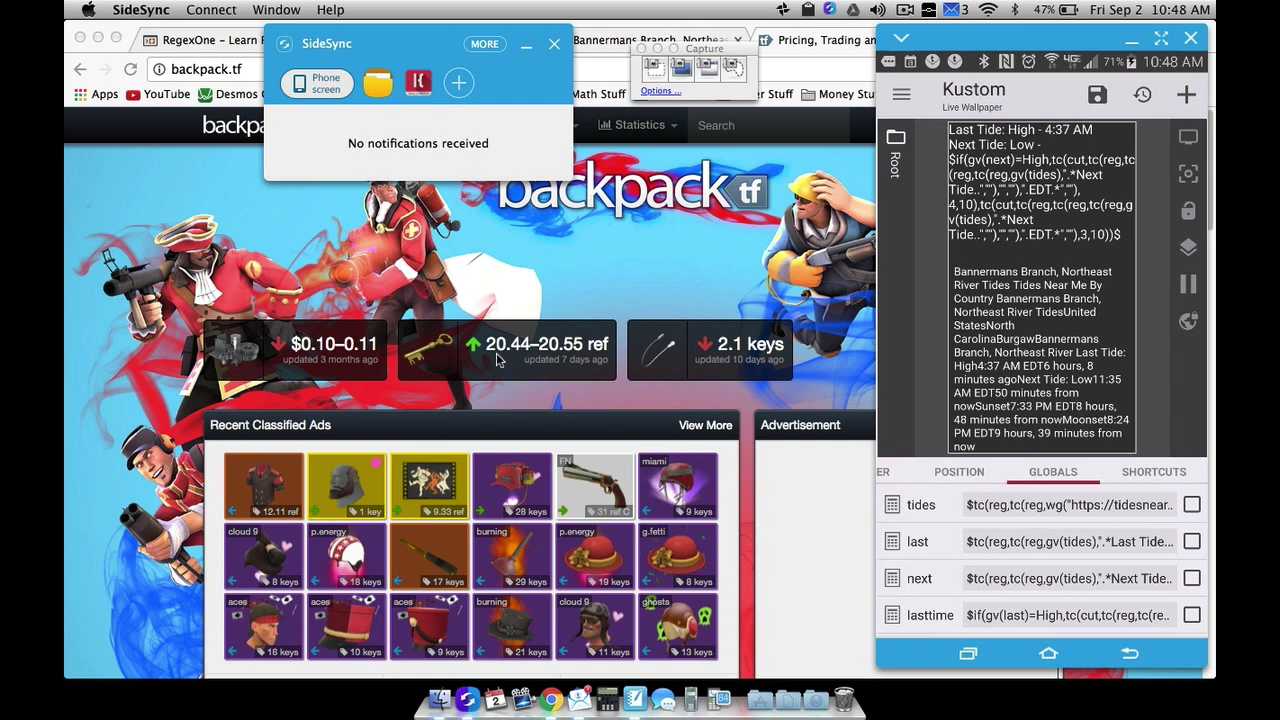 SideSync Connect Window Help
3
47%
Fri Sep 2 10:48 AM
RegexOne - Learn
Bannermans Branch, Northeas
Pricing, Trading an
backpack.tf
Apps YouTube Desmos
Math Stuff
er Stuff
Money Stu
SideSync
MORE
Phone
screen
No notifications received
Capture
Options ...
backpa
Statistics
Search
backpack tf
$0.10–0.11
updated 3 months ago
20.44–20.55 ref
updated 7 days ago
2.1 keys
updated 10 days ago
Recent Classified Ads
View More
Advertisement
12.11 ref
1 key
9.33 ref
28 keys
EN
31 ref C
miami
9 keys
cloud 9
8 keys
p.energy
18 keys
17 keys
burning
29 keys
p.energy
19 keys
g.fetti
8 keys
aces
16 keys
aces
10 keys
aces
9 keys
burning
21 keys
cloud 9
11 keys
ghosts
13 keys
71%
10:48 AM
Kustom
Live Wallpaper
Root
Last Tide: High - 4:37 AM
Next Tide: Low -
$if(gv(next)=High,tc(cut,tc(reg,tc
(reg,tc(reg,gv(tides),".*Next
Tide..",""),"",""),".EDT.*",""),
4,10),tc(cut,tc(reg,tc(reg,tc(reg,g
v(tides),".*Next
Tide..",""),"",""),".EDT.*",""),3,10))$
Bannermans Branch, Northeast
River Tides Tides Near Me By
Country Bannermans Branch,
Northeast River TidesUnited
StatesNorth
CarolinaBurgawBannermans
Branch, Northeast River Last Tide:
High4:37 AM EDT6 hours, 8
minutes agoNext Tide: Low11:35
AM EDT50 minutes from
nowSunset7:33 PM EDT8 hours,
48 minutes from nowMoonset8:24
PM EDT9 hours, 39 minutes from
now
ER POSITION GLOBALS SHORTCUTS
tides $tc(reg,tc(reg,wg("https://tidesnear..
last $tc(reg,tc(reg,gv(tides),".*Last Tide...
next $tc(reg,tc(reg,gv(tides),".*Next Tide..
lasttime $if(gv(last)=High,tc(cut,tc(reg,tc(re..